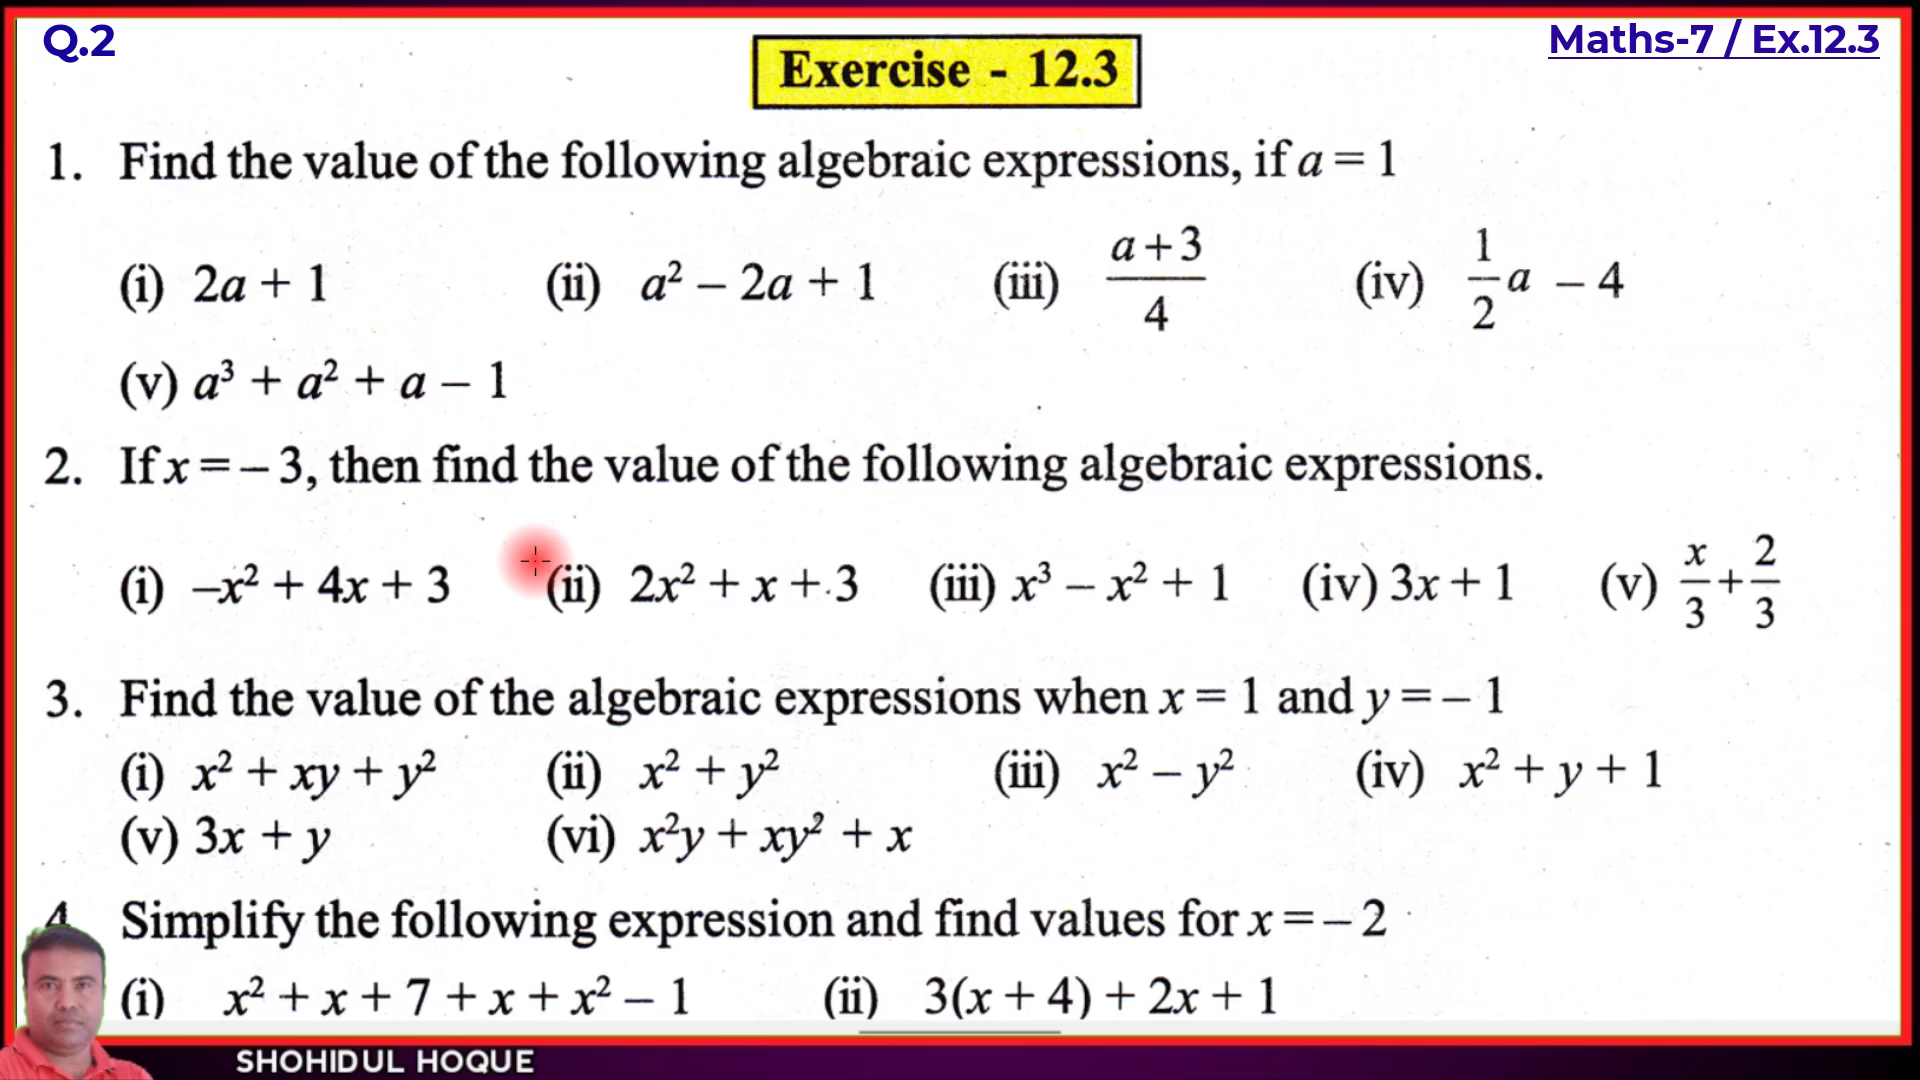 Q.2
Maths-7 / Ex.12.3
Exercise - 12.3
1. Find the value of the following algebraic expressions, if a = 1
(i) 2a + 1 (ii) a² – 2a + 1 (iii) (a+3)/4 (iv) 1/2 a – 4
(v) a³ + a² + a – 1
2. If x = – 3, then find the value of the following algebraic expressions.
(i) –x² + 4x + 3 (ii) 2x² + x + 3 (iii) x³ – x² + 1 (iv) 3x + 1 (v) x/3 + 2/3
3. Find the value of the algebraic expressions when x = 1 and y = – 1
(i) x² + xy + y² (ii) x² + y² (iii) x² – y² (iv) x² + y + 1
(v) 3x + y (vi) x²y + xy² + x
4 Simplify the following expression and find values for x = – 2
(i) x² + x + 7 + x + x² – 1 (ii) 3(x + 4) + 2x + 1
SHOHIDUL HOQUE